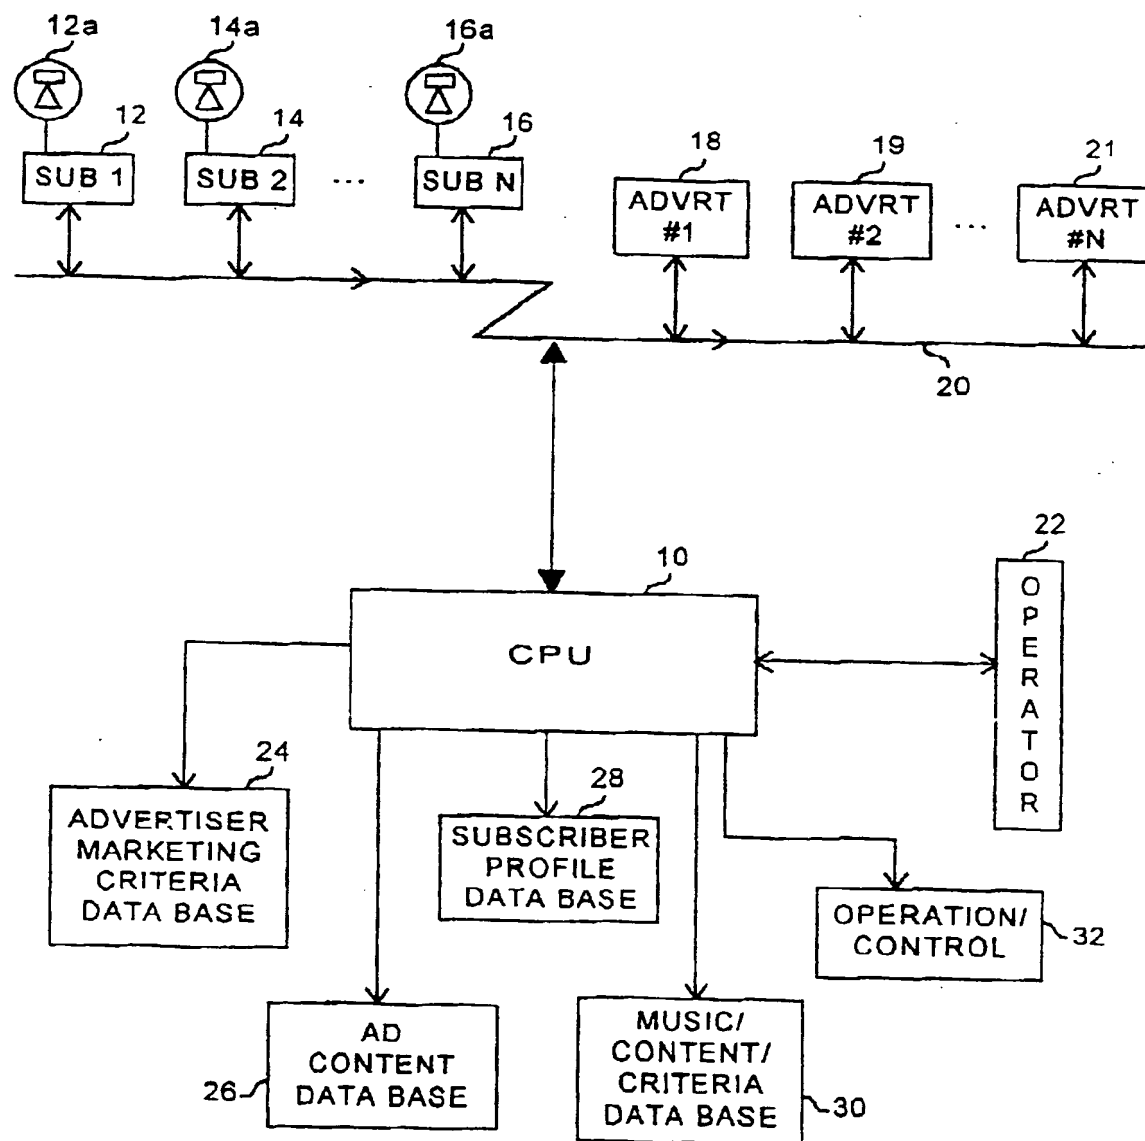 12a
14a
16a
12
14
16
SUB 1
SUB 2
...
SUB N
18
19
21
ADVRT
#1
ADVRT
#2
...
ADVRT
#N
20
10
CPU
22
OPERATOR
24
ADVERTISER
MARKETING
CRITERIA
DATA BASE
28
SUBSCRIBER
PROFILE
DATA BASE
OPERATION/
CONTROL
32
AD
CONTENT
DATA BASE
26
MUSIC/
CONTENT/
CRITERIA
DATA BASE
30